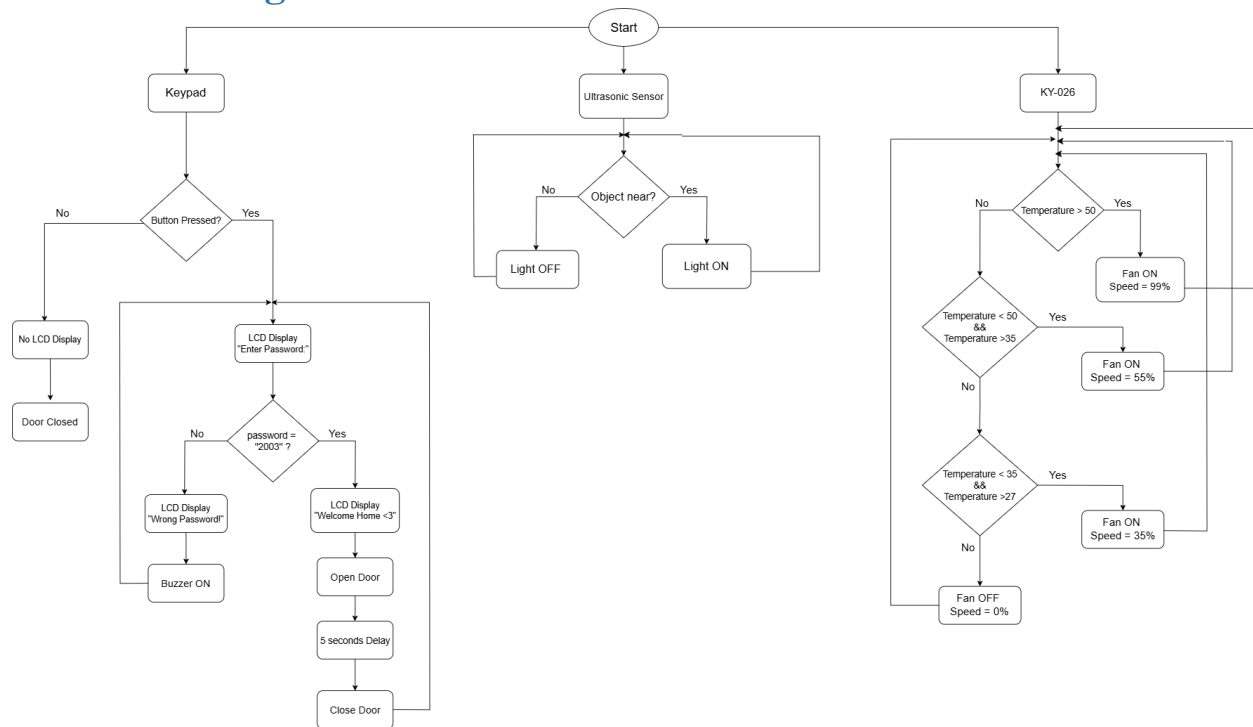 Start
Keypad
Button Pressed?
No
Yes
No LCD Display
Door Closed
LCD Display
"Enter Password:"
password =
"2003" ?
No
Yes
LCD Display
"Wrong Password!"
Buzzer ON
LCD Display
"Welcome Home <3"
Open Door
5 seconds Delay
Close Door
Ultrasonic Sensor
Object near?
No
Yes
Light OFF
Light ON
KY-026
Temperature > 50
No
Yes
Fan ON
Speed = 99%
Temperature < 50
&&
Temperature >35
Yes
Fan ON
Speed = 55%
No
Temperature < 35
&&
Temperature >27
Yes
Fan ON
Speed = 35%
No
Fan OFF
Speed = 0%